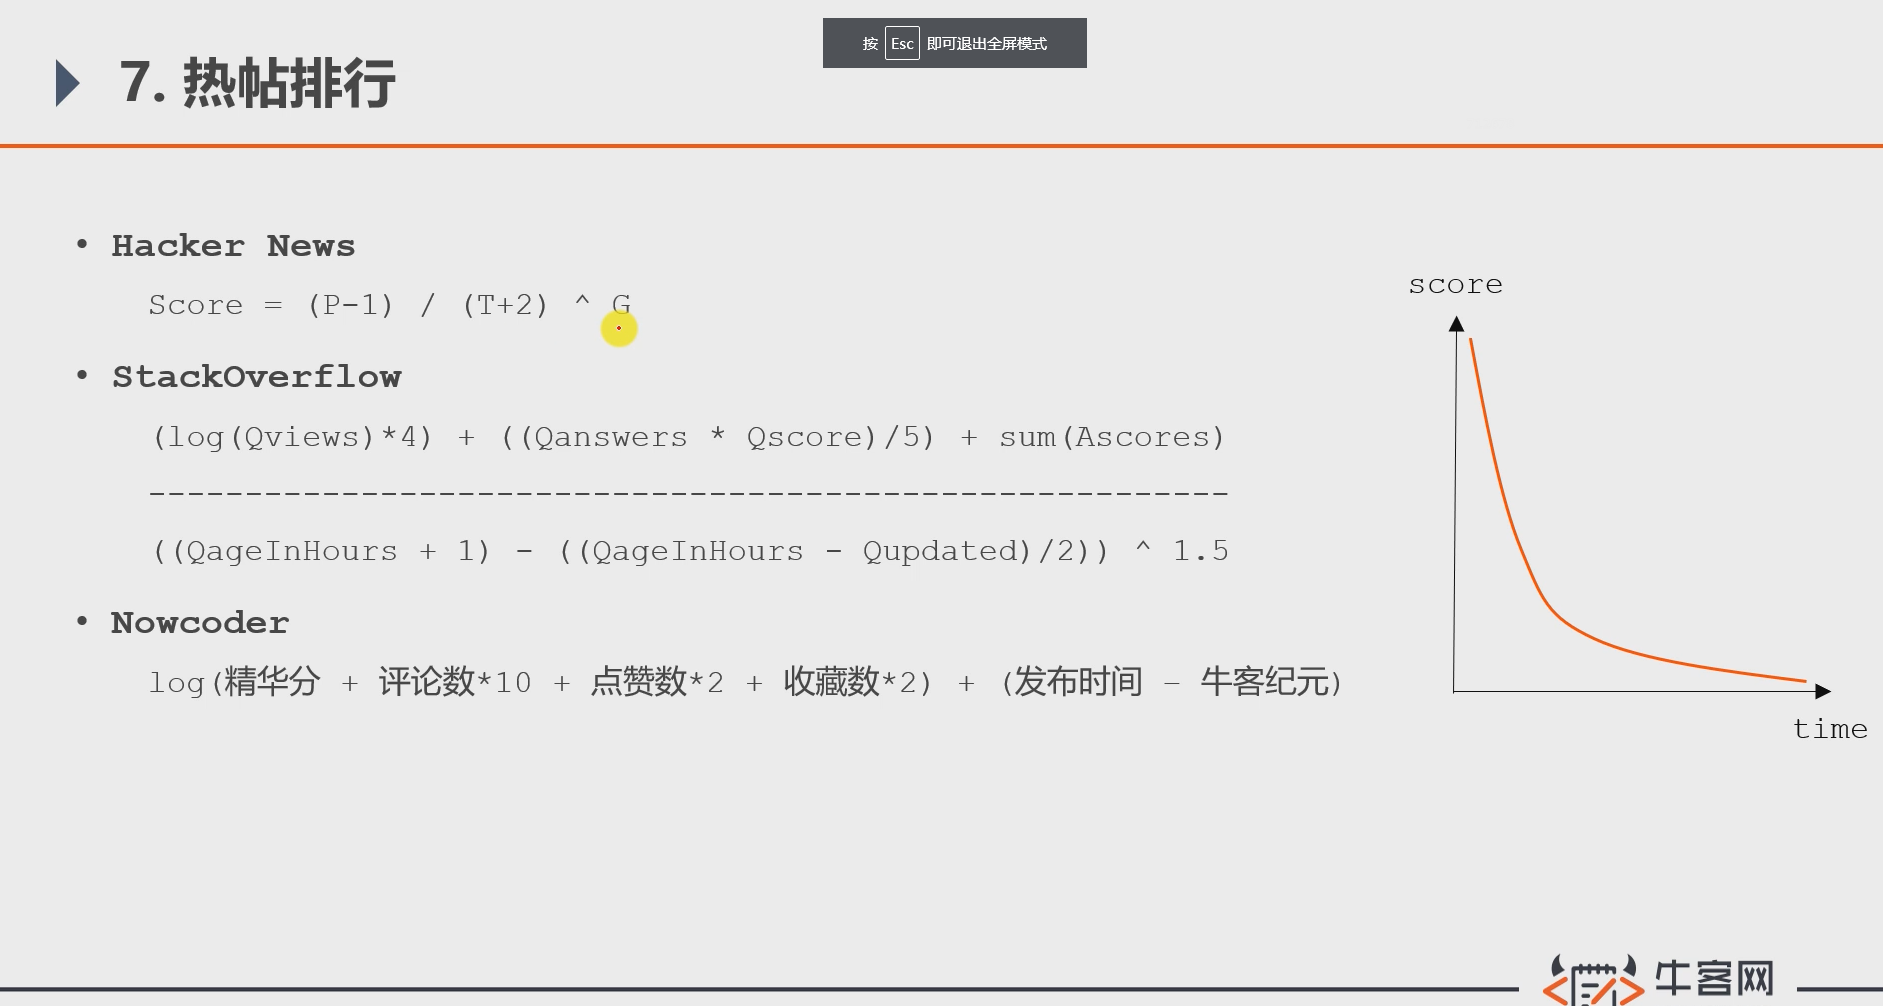 按 Esc 即可退出全屏模式
7. 热帖排行
• Hacker News
Score = (P-1) / (T+2) ^ G
• StackOverflow
(log(Qviews)*4) + ((Qanswers * Qscore)/5) + sum(Ascores)
--------------------------------------------------------
((QageInHours + 1) - ((QageInHours - Qupdated)/2)) ^ 1.5
• Nowcoder
log(精华分 + 评论数*10 + 点赞数*2 + 收藏数*2) + (发布时间 – 牛客纪元)
score
time
牛客网